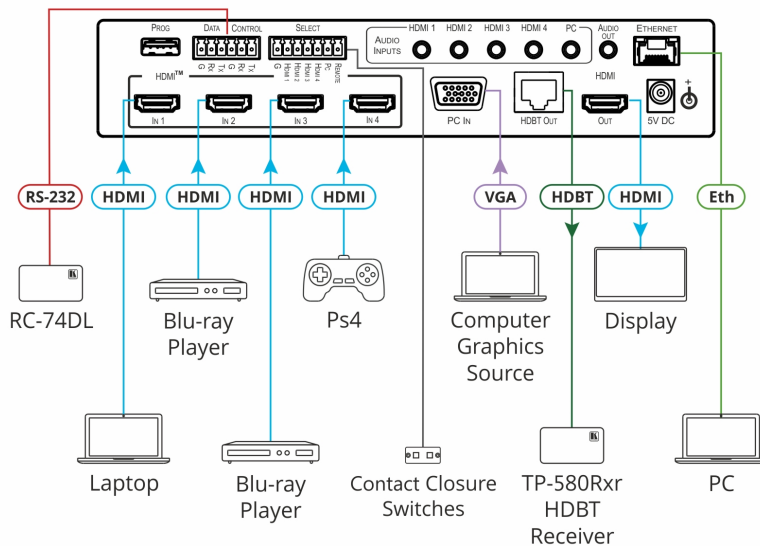 PROG
DATA CONTROL
SELECT
AUDIO INPUTS
HDMI 1 HDMI 2 HDMI 3 HDMI 4 PC
AUDIO OUT
ETHERNET
G Rx Tx G Rx Tx
G HDMI 1 HDMI 2 HDMI 3 HDMI 4 PC REMOTE
HDMI™
IN 1 IN 2 IN 3 IN 4
PC IN
HDBT OUT
HDMI
OUT
5V DC
+
RS-232 HDMI HDMI HDMI HDMI VGA HDBT HDMI Eth
RC-74DL
Blu-ray
Player
Ps4
Computer
Graphics
Source
Display
Laptop
Blu-ray
Player
Contact Closure
Switches
TP-580Rxr
HDBT
Receiver
PC